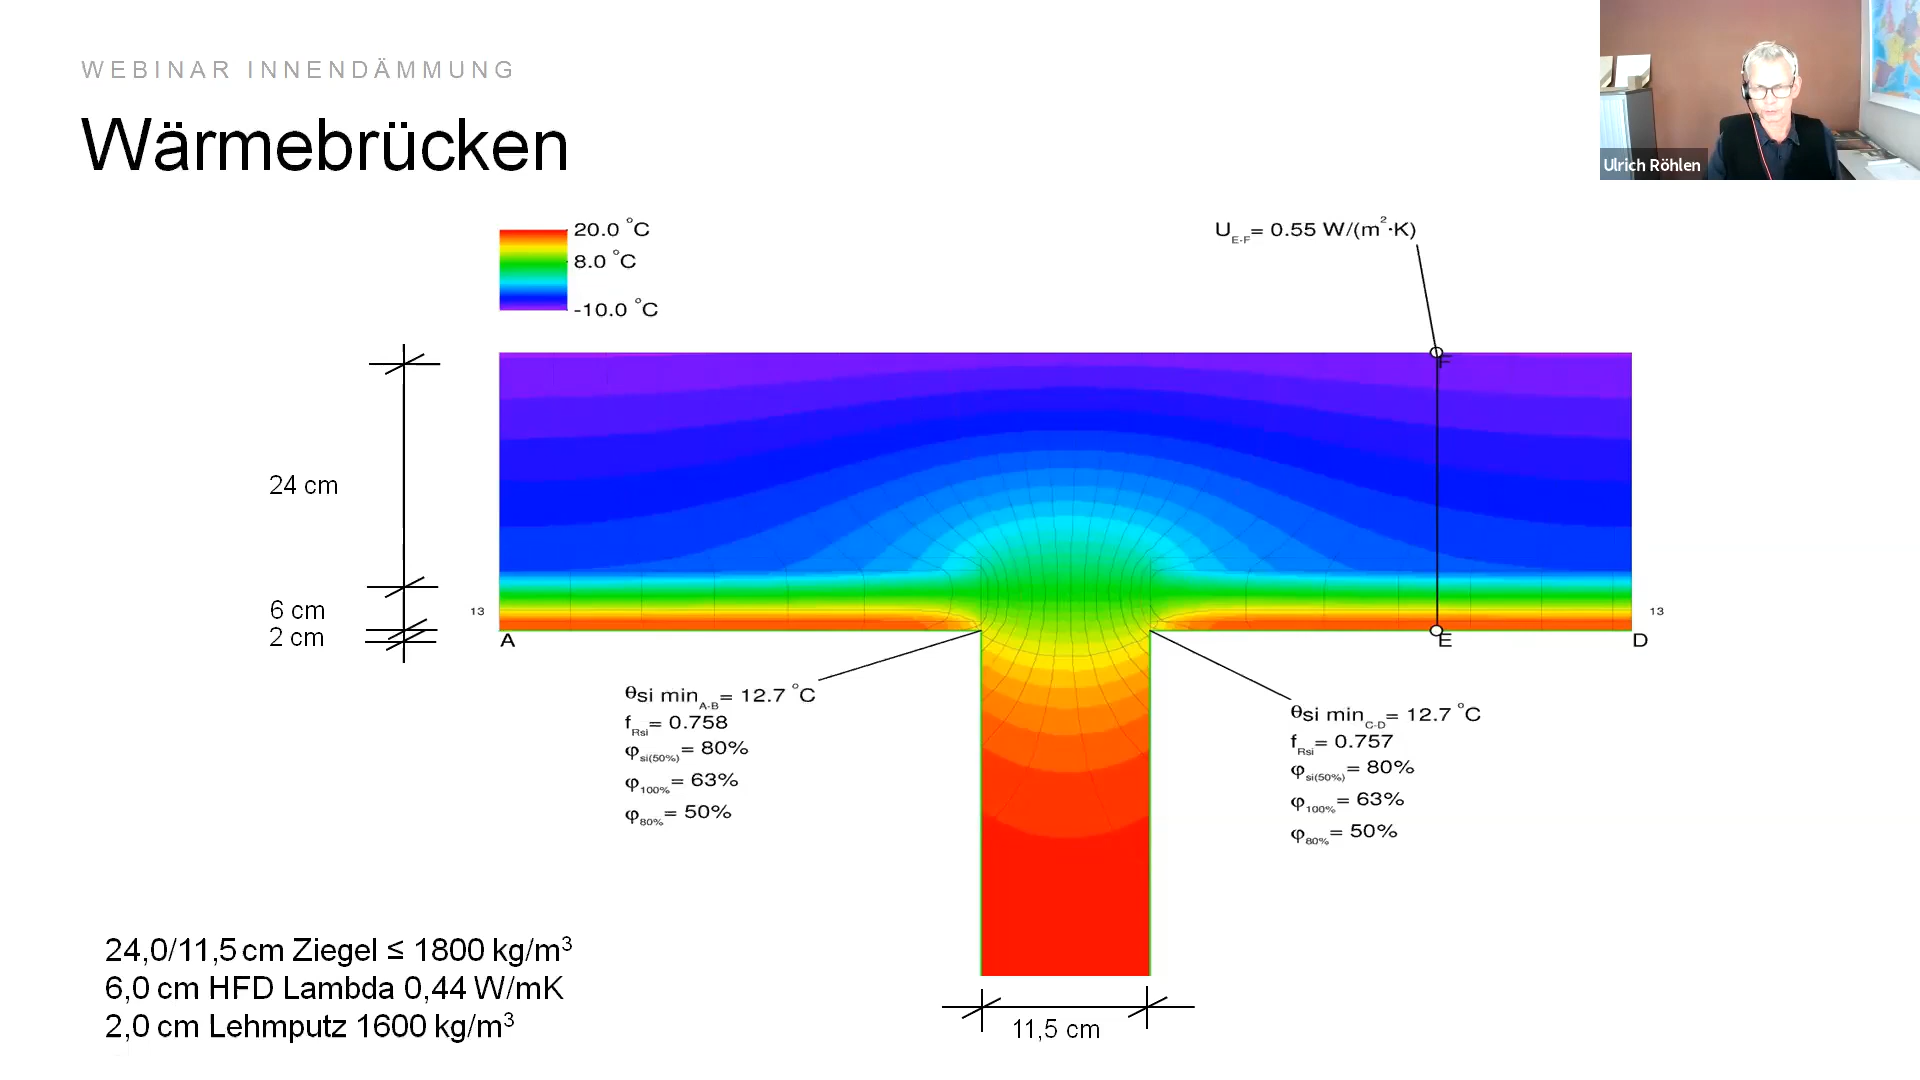 WEBINAR INNENDÄMMUNG
Wärmebrücken
Ulrich Röhlen
20.0 °C
8.0 °C
-10.0 °C
U E-F = 0.55 W/(m²·K)
F
24 cm
6 cm
2 cm
13
13
A
E
D
θsi min A-B = 12.7 °C
f Rsi = 0.758
φ si(50%) = 80%
φ 100% = 63%
φ 80% = 50%
θsi min C-D = 12.7 °C
f Rsi = 0.757
φ si(50%) = 80%
φ 100% = 63%
φ 80% = 50%
24,0/11,5 cm Ziegel ≤ 1800 kg/m³
6,0 cm HFD Lambda 0,44 W/mK
2,0 cm Lehmputz 1600 kg/m³
11,5 cm